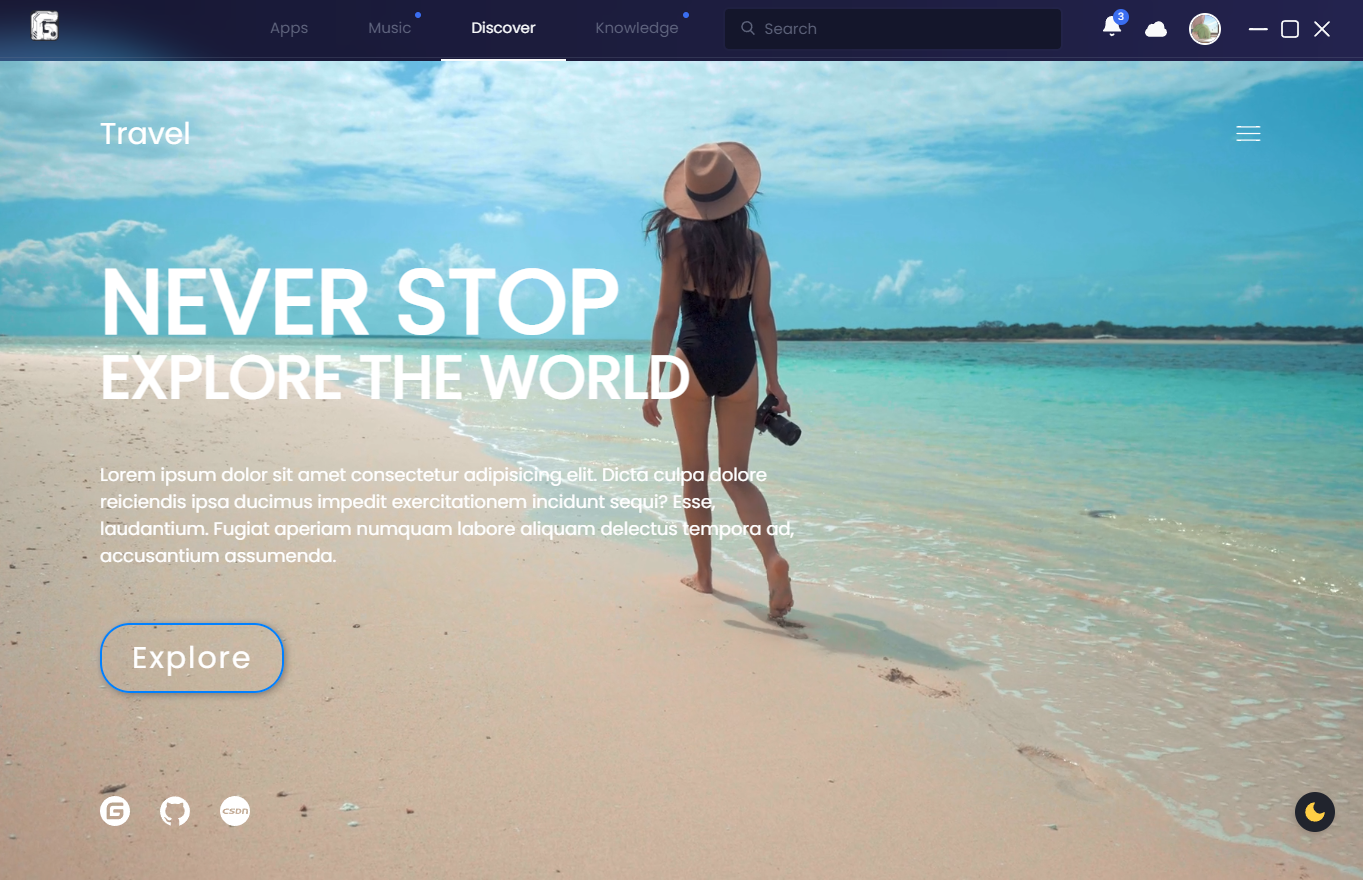 G
Apps
Music
Discover
Knowledge
Search
3
Travel
NEVER STOP
EXPLORE THE WORLD
Lorem ipsum dolor sit amet consectetur adipisicing elit. Dicta culpa dolore
reiciendis ipsa ducimus impedit exercitationem incidunt sequi? Esse,
laudantium. Fugiat aperiam numquam labore aliquam delectus tempora ad,
accusantium assumenda.
Explore
G
CSDN